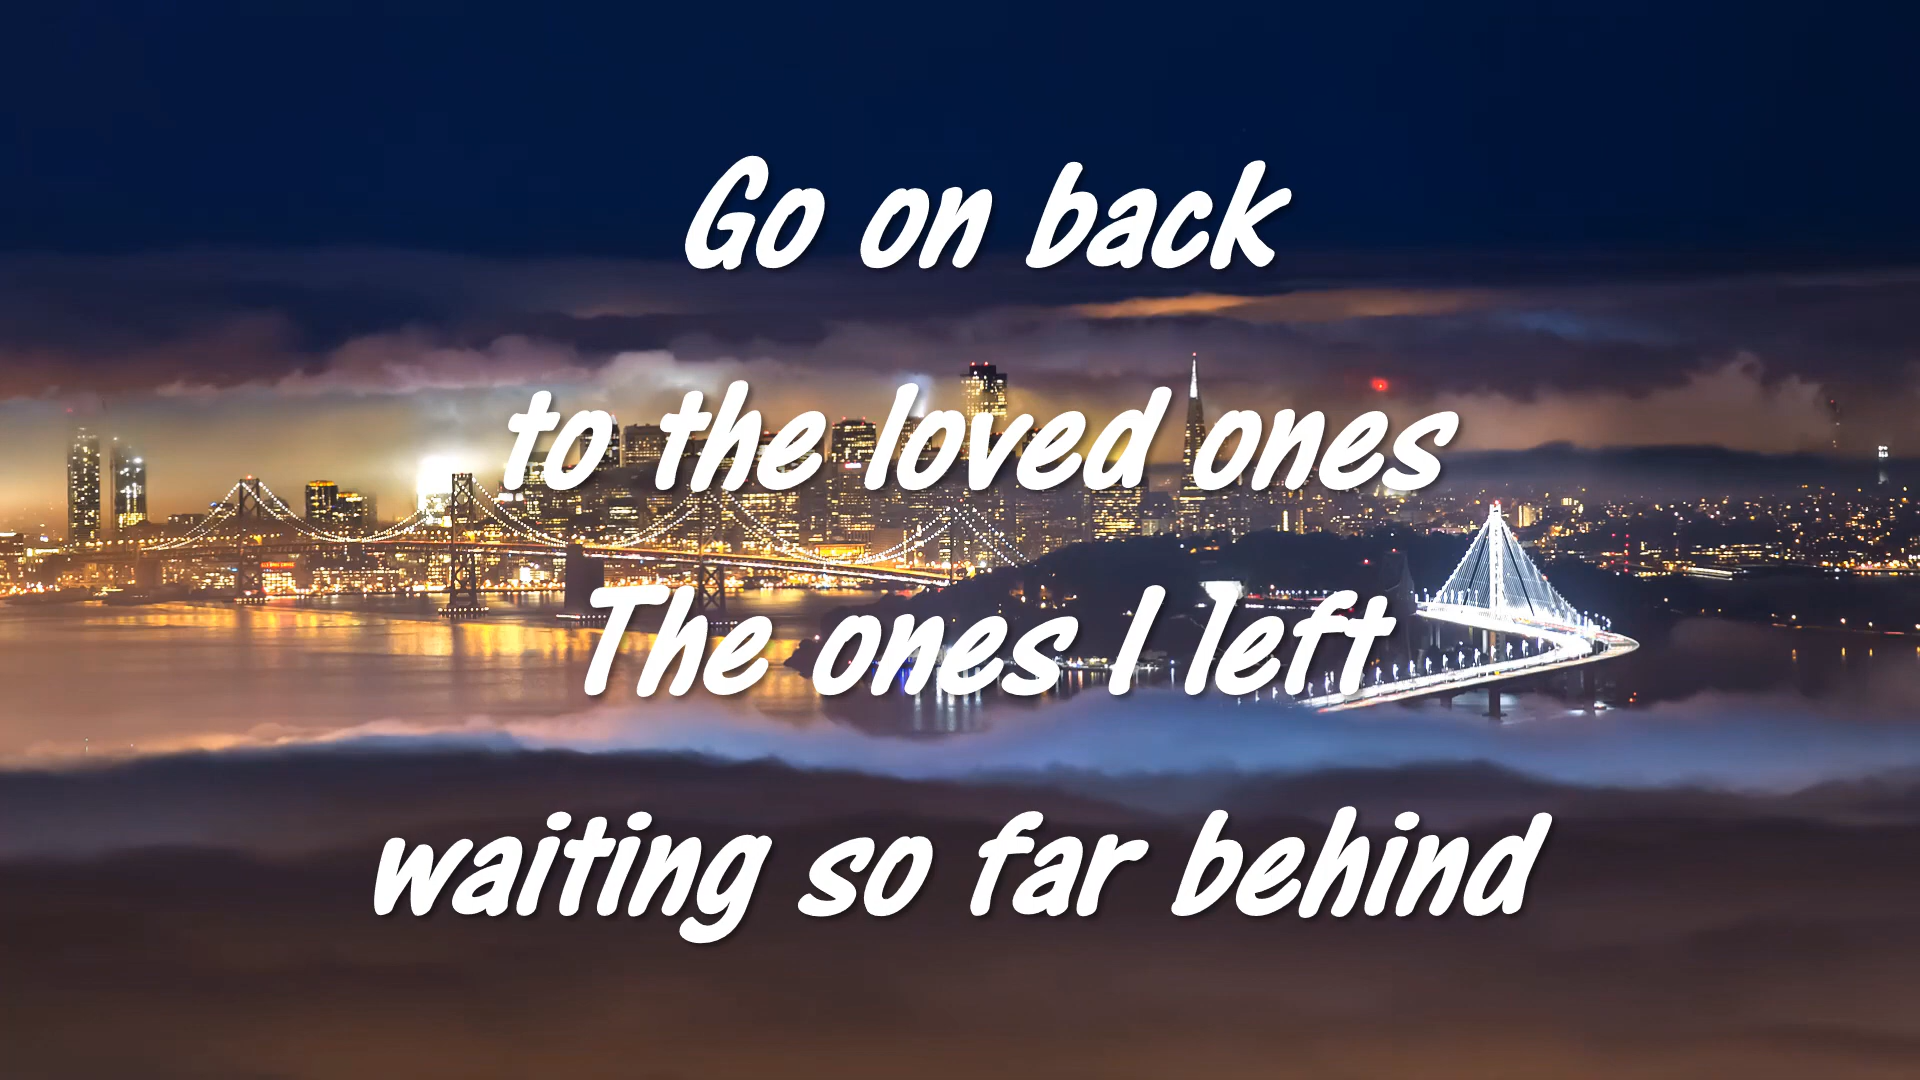 Go on back
to the loved ones
The ones I left
waiting so far behind